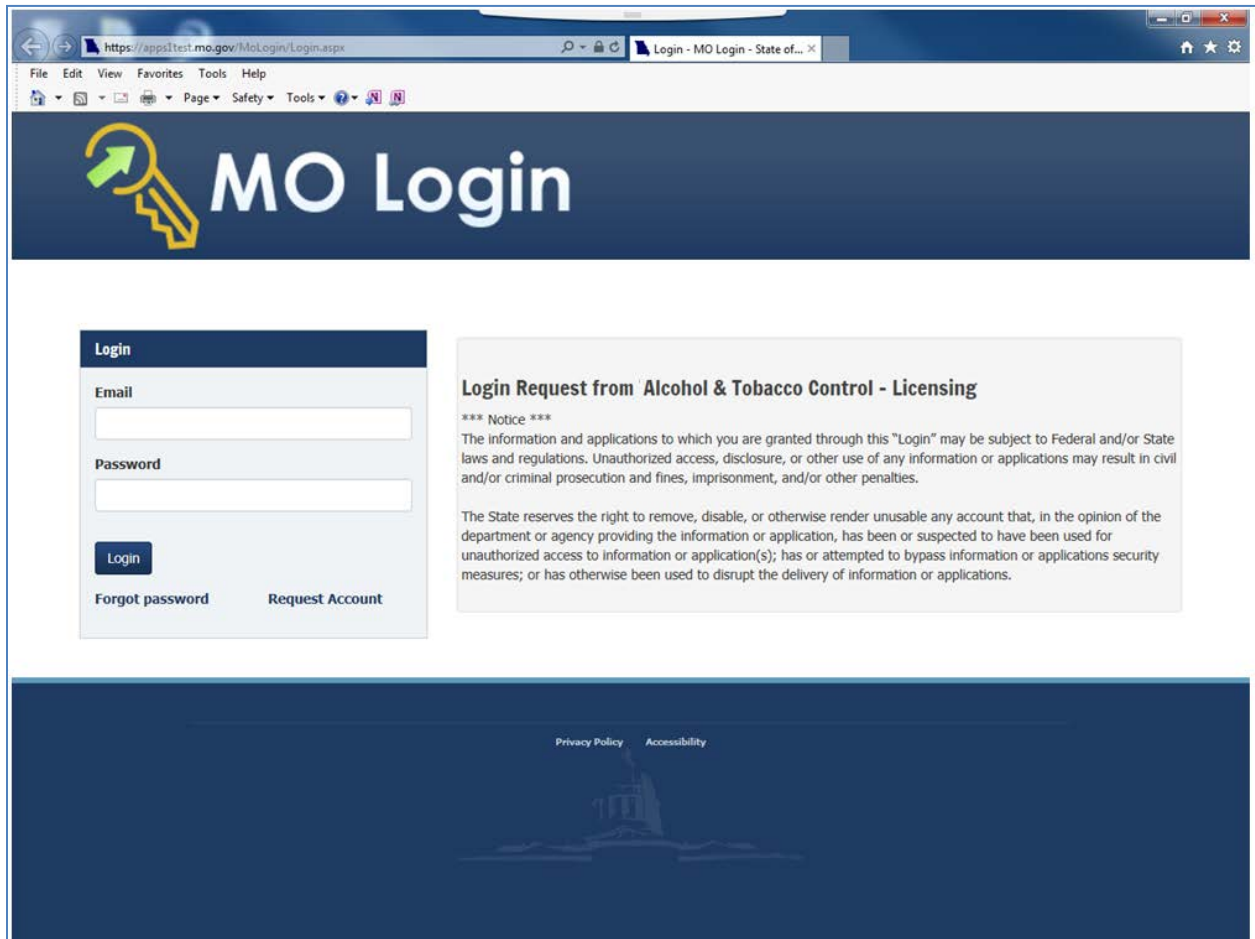 https://apps1test.mo.gov/MoLogin/Login.aspx
Login - MO Login - State of...
File Edit View Favorites Tools Help
Page Safety Tools
MO Login
Login
Email
Password
Login
Forgot password Request Account
Login Request from Alcohol & Tobacco Control - Licensing
*** Notice ***
The information and applications to which you are granted through this “Login” may be subject to Federal and/or State
laws and regulations. Unauthorized access, disclosure, or other use of any information or applications may result in civil
and/or criminal prosecution and fines, imprisonment, and/or other penalties.
The State reserves the right to remove, disable, or otherwise render unusable any account that, in the opinion of the
department or agency providing the information or application, has been or suspected to have been used for
unauthorized access to information or application(s); has or attempted to bypass information or applications security
measures; or has otherwise been used to disrupt the delivery of information or applications.
Privacy Policy Accessibility